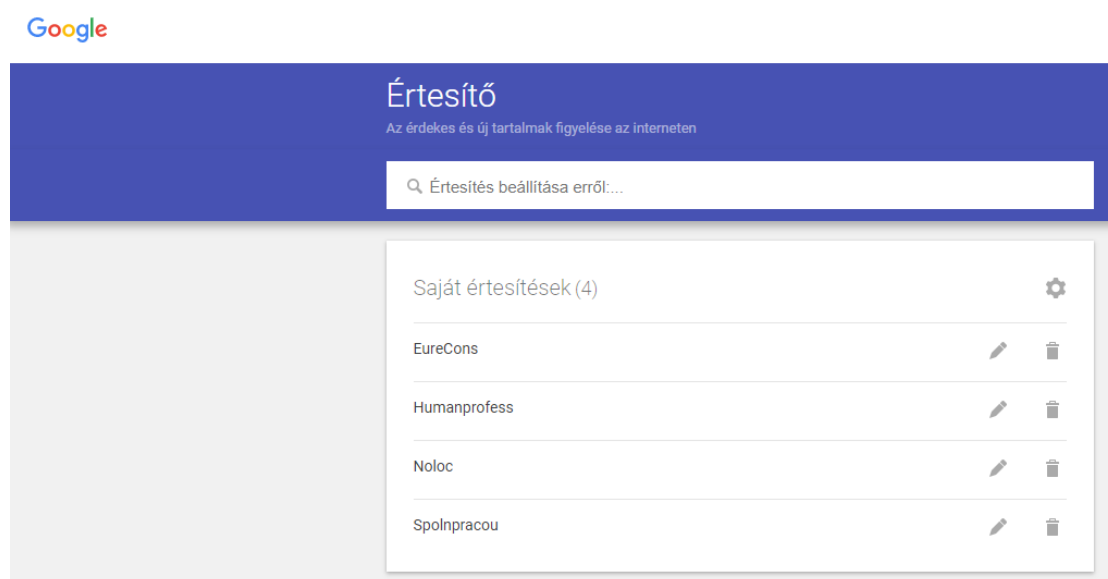 Google
Értesítő
Az érdekes és új tartalmak figyelése az interneten
Értesítés beállítása erről:...
Saját értesítések (4)
EureCons
Humanprofess
Noloc
Spolnpracou